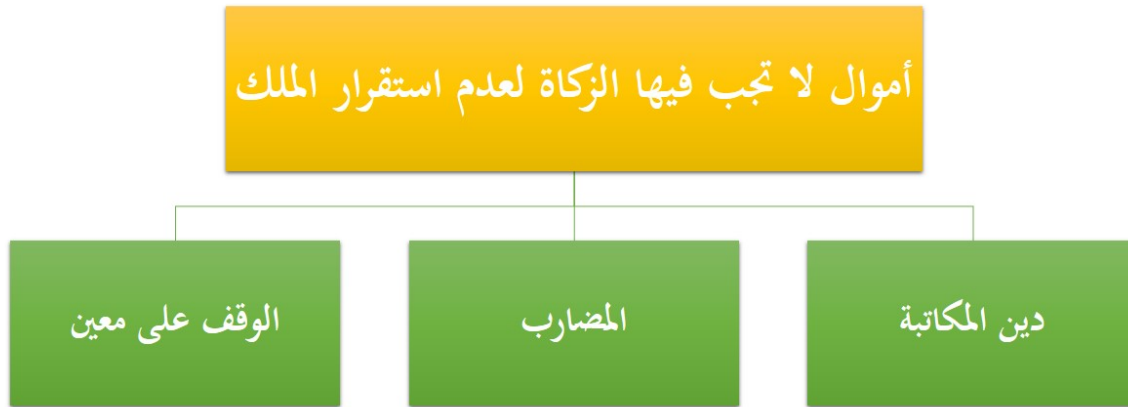 أموال لا تجب فيها الزكاة لعدم استقرار الملك
دين المكاتبة
المضارب
الوقف على معين